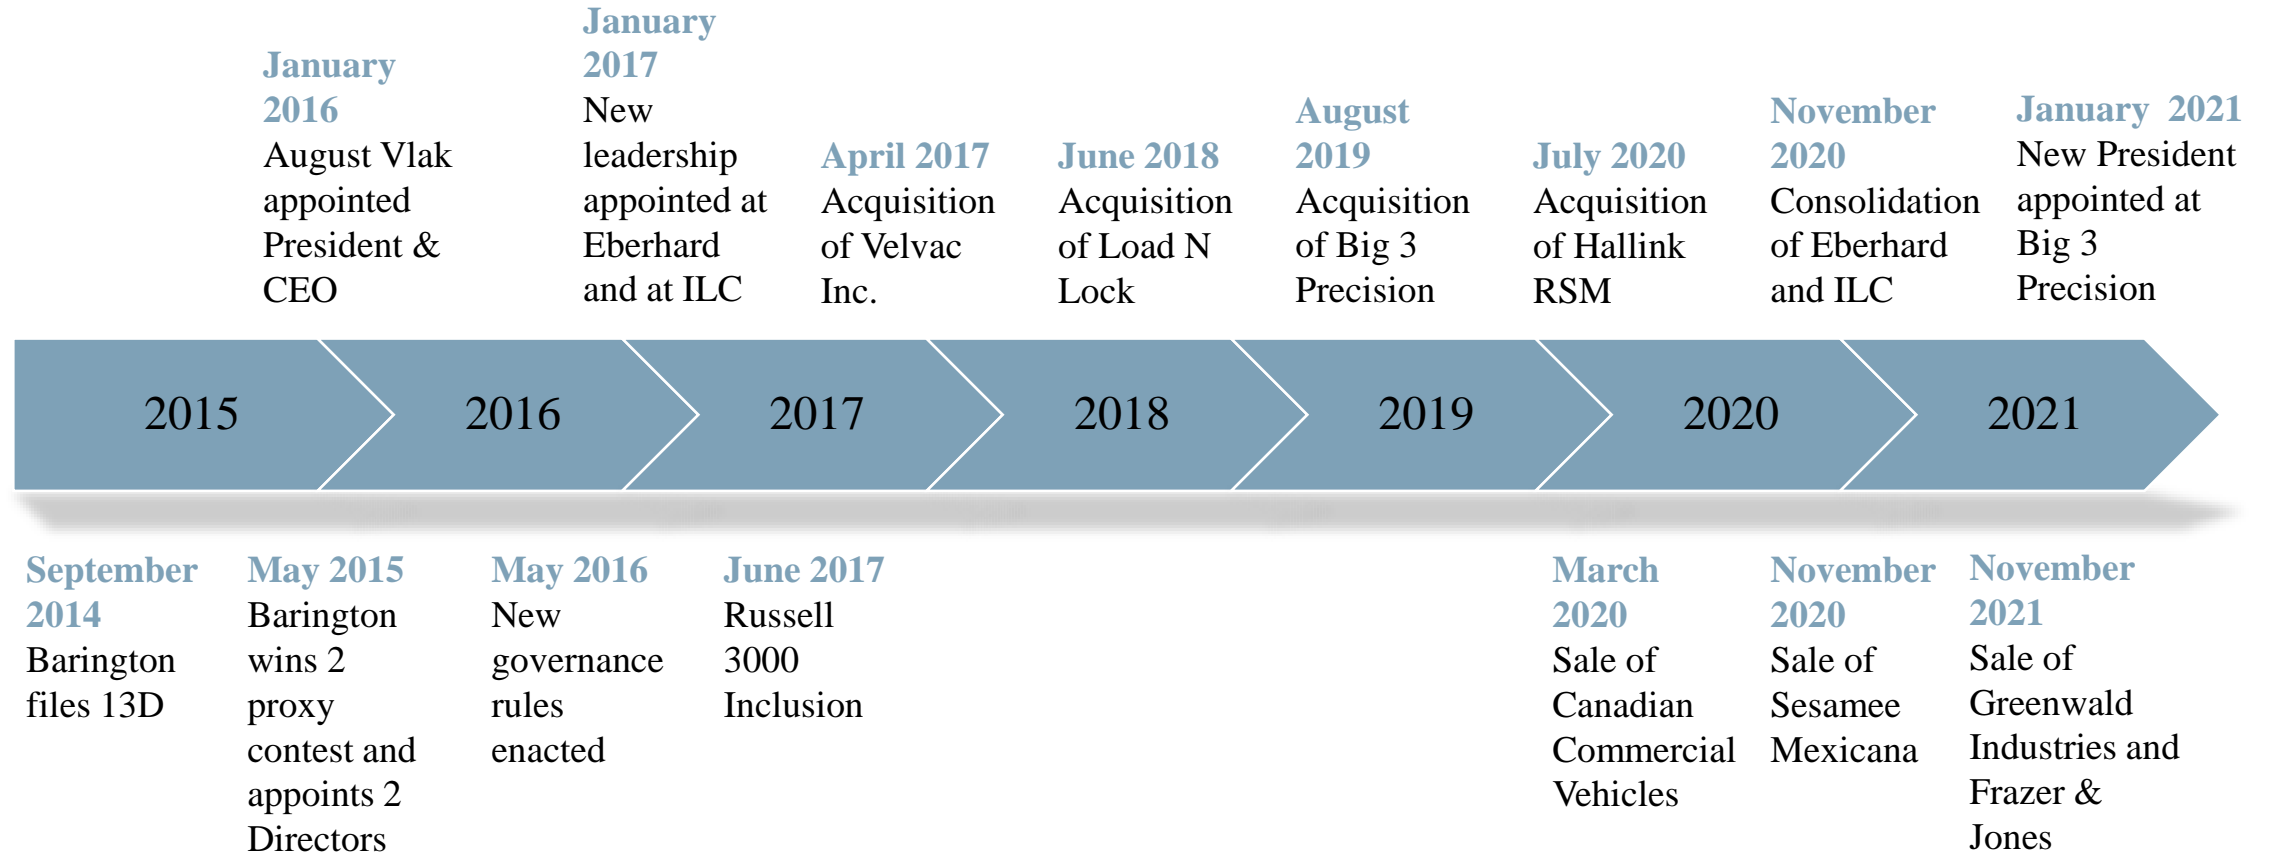 January
2016
August Vlak
appointed
President &
CEO
January
2017
New
leadership
appointed at
Eberhard
and at ILC
April 2017
Acquisition
of Velvac
Inc.
June 2018
Acquisition
of Load N
Lock
August
2019
Acquisition
of Big 3
Precision
July 2020
Acquisition
of Hallink
RSM
November
2020
Consolidation
of Eberhard
and ILC
January 2021
New President
appointed at
Big 3
Precision
2015
2016
2017
2018
2019
2020
2021
September
2014
Barington
files 13D
May 2015
Barington
wins 2
proxy
contest and
appoints 2
Directors
May 2016
New
governance
rules
enacted
June 2017
Russell
3000
Inclusion
March
2020
Sale of
Canadian
Commercial
Vehicles
November
2020
Sale of
Sesamee
Mexicana
November
2021
Sale of
Greenwald
Industries and
Frazer &
Jones